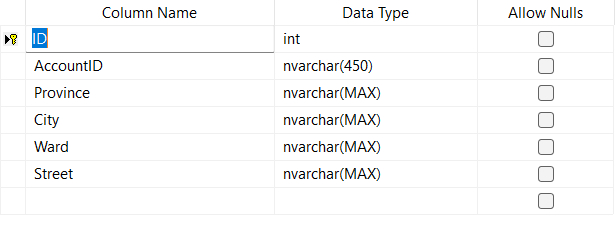 Column Name Data Type Allow Nulls
ID int
AccountID nvarchar(450)
Province nvarchar(MAX)
City nvarchar(MAX)
Ward nvarchar(MAX)
Street nvarchar(MAX)